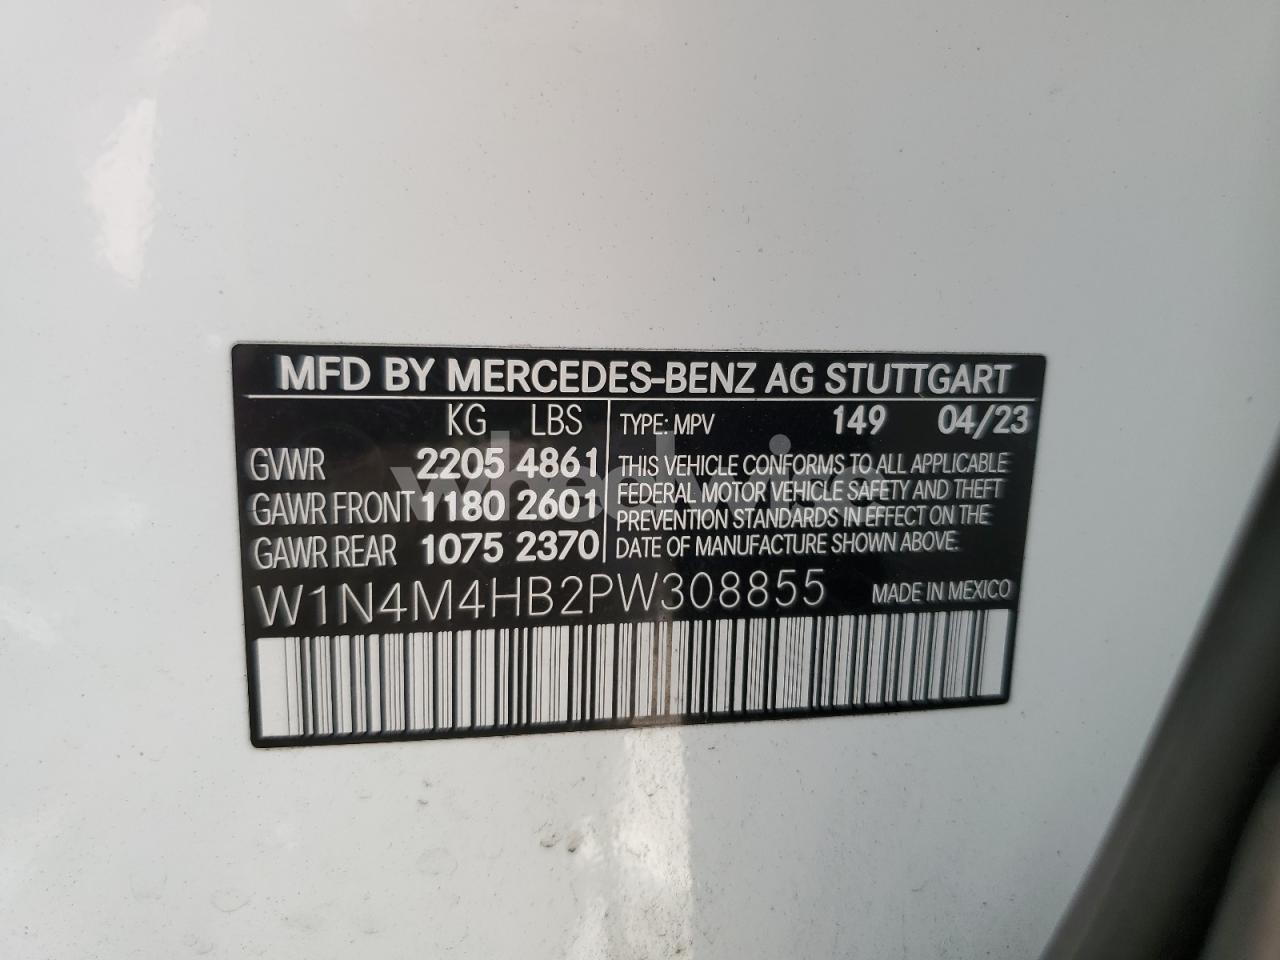 MFD BY MERCEDES-BENZ AG STUTTGART
KG LBS
GVWR 2205 4861
GAWR FRONT 1180 2601
GAWR REAR 1075 2370
TYPE: MPV 149 04/23
THIS VEHICLE CONFORMS TO ALL APPLICABLE
FEDERAL MOTOR VEHICLE SAFETY AND THEFT
PREVENTION STANDARDS IN EFFECT ON THE
DATE OF MANUFACTURE SHOWN ABOVE.
W1N4M4HB2PW308855 MADE IN MEXICO
wheelwise